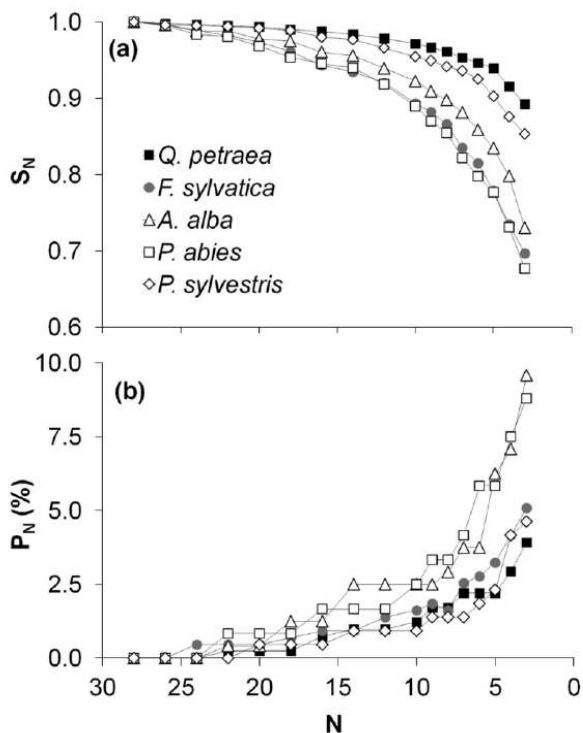 1.0
(a)
0.9
S_N
0.8
Q. petraea
F. sylvatica
A. alba
P. abies
P. sylvestris
0.7
0.6
10.0
(b)
7.5
P_N (%)
5.0
2.5
0.0
30 25 20 15 10 5 0
N